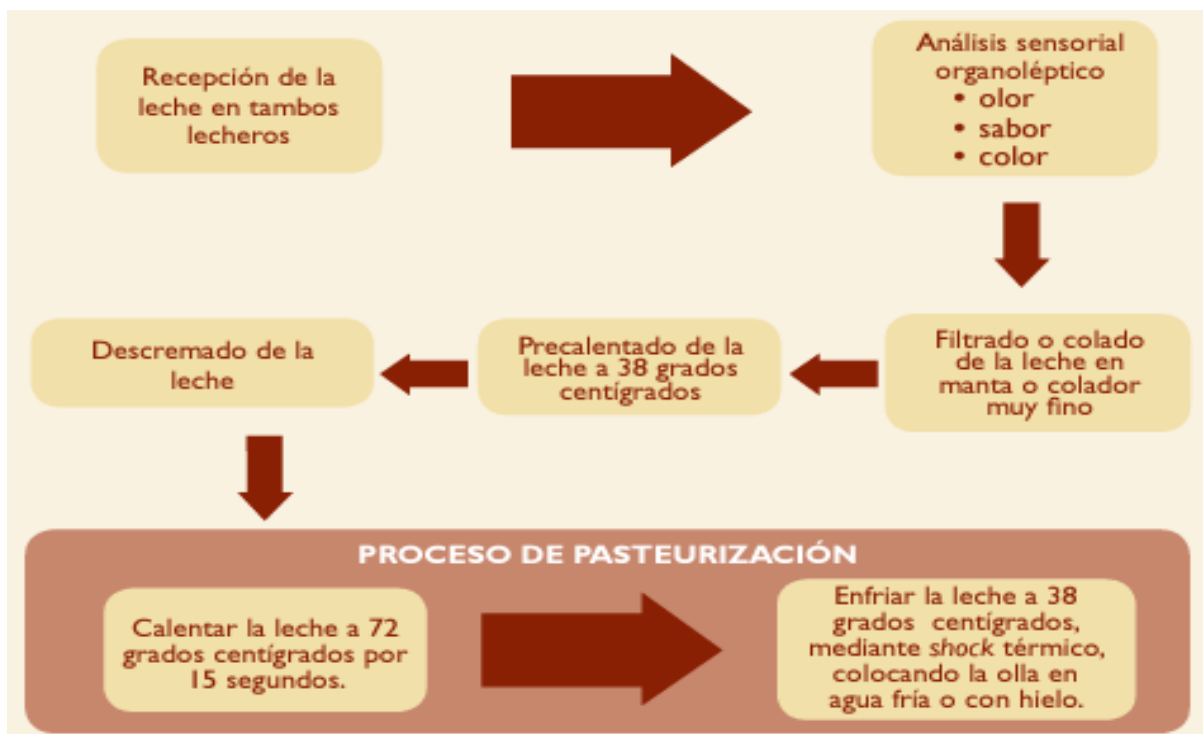 Recepción de la
leche en tambos
lecheros
Análisis sensorial
organoléptico
• olor
• sabor
• color
Filtrado o colado
de la leche en
manta o colador
muy fino
Precalentado de la
leche a 38 grados
centígrados
Descremado de la
leche
PROCESO DE PASTEURIZACIÓN
Calentar la leche a 72
grados centígrados por
15 segundos.
Enfriar la leche a 38
grados centígrados,
mediante shock térmico,
colocando la olla en
agua fría o con hielo.